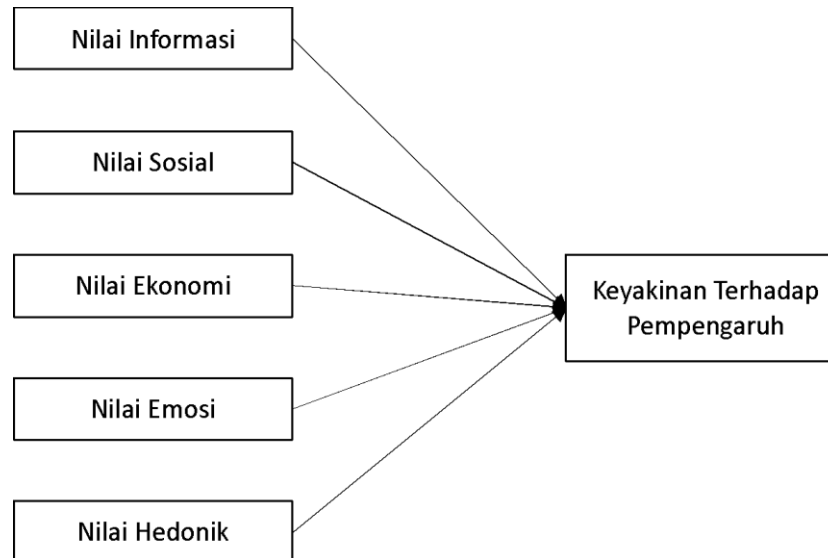 Nilai Informasi
Nilai Sosial
Nilai Ekonomi
Nilai Emosi
Nilai Hedonik
Keyakinan Terhadap
Pempengaruh